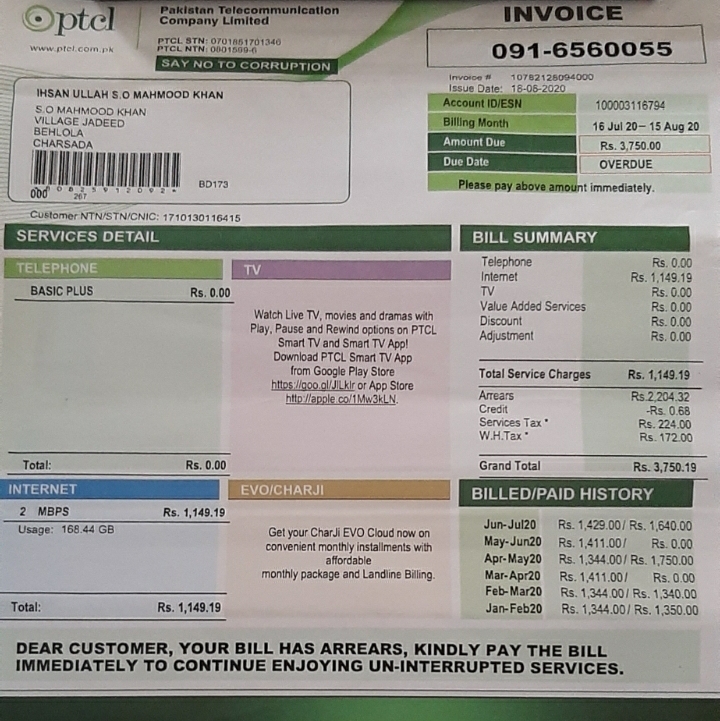 ptcl
www.ptcl.com.pk
Pakistan Telecommunication
Company Limited
PTCL STN: 0701851701346
PTCL NTN: 0801599-6
SAY NO TO CORRUPTION
INVOICE
091-6560055
Invoice # 10782126094000
Issue Date: 18-08-2020
IHSAN ULLAH S.O MAHMOOD KHAN
S.O MAHMOOD KHAN
VILLAGE JADEED
BEHLOLA
CHARSADA
000
267
BD173
Account ID/ESN 100003116794
Billing Month 16 Jul 20– 15 Aug 20
Amount Due Rs. 3,750.00
Due Date OVERDUE
Please pay above amount immediately.
Customer NTN/STN/CNIC: 1710130116415
SERVICES DETAIL
TELEPHONE
BASIC PLUS Rs. 0.00
Total: Rs. 0.00
TV
Watch Live TV, movies and dramas with
Play, Pause and Rewind options on PTCL
Smart TV and Smart TV App!
Download PTCL Smart TV App
from Google Play Store
https://goo.gl/JlLklr or App Store
http://apple.co/1Mw3kLN.
BILL SUMMARY
Telephone Rs. 0.00
Internet Rs. 1,149.19
TV Rs. 0.00
Value Added Services Rs. 0.00
Discount Rs. 0.00
Adjustment Rs. 0.00
Total Service Charges Rs. 1,149.19
Arrears Rs.2,204.32
Credit -Rs. 0.68
Services Tax * Rs. 224.00
W.H.Tax * Rs. 172.00
Grand Total Rs. 3,750.19
INTERNET
2 MBPS Rs. 1,149.19
Usage: 168.44 GB
Total: Rs. 1,149.19
EVO/CHARJI
Get your CharJi EVO Cloud now on
convenient monthly installments with
affordable
monthly package and Landline Billing.
BILLED/PAID HISTORY
Jun-Jul20 Rs. 1,429.00/ Rs. 1,640.00
May-Jun20 Rs. 1,411.00/ Rs. 0.00
Apr-May20 Rs. 1,344.00/ Rs. 1,750.00
Mar-Apr20 Rs. 1,411.00/ Rs. 0.00
Feb-Mar20 Rs. 1,344.00/ Rs. 1,340.00
Jan-Feb20 Rs. 1,344.00/ Rs. 1,350.00
DEAR CUSTOMER, YOUR BILL HAS ARREARS, KINDLY PAY THE BILL
IMMEDIATELY TO CONTINUE ENJOYING UN-INTERRUPTED SERVICES.